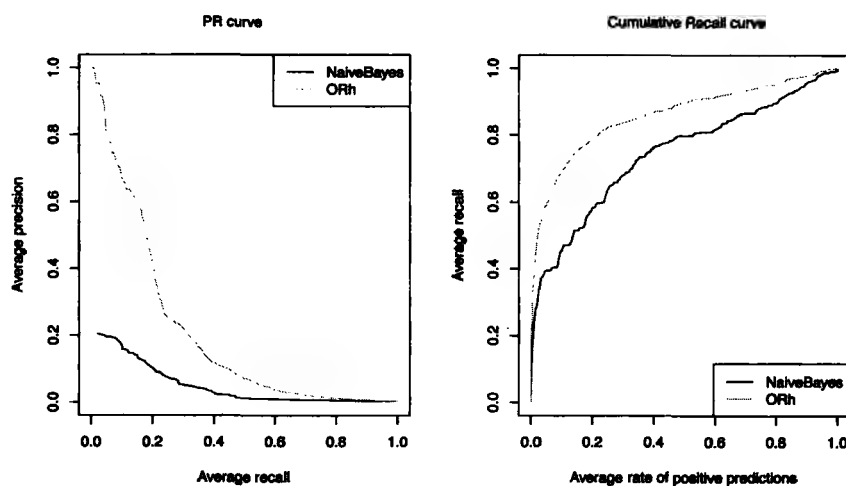 PR curve
NaiveBayes
ORh
Average precision
1.0
0.8
0.6
0.4
0.2
0.0
0.0 0.2 0.4 0.6 0.8 1.0
Average recall
Cumulative Recall curve
Average recall
1.0
0.8
0.6
0.4
0.2
0.0
NaiveBayes
ORh
0.0 0.2 0.4 0.6 0.8 1.0
Average rate of positive predictions